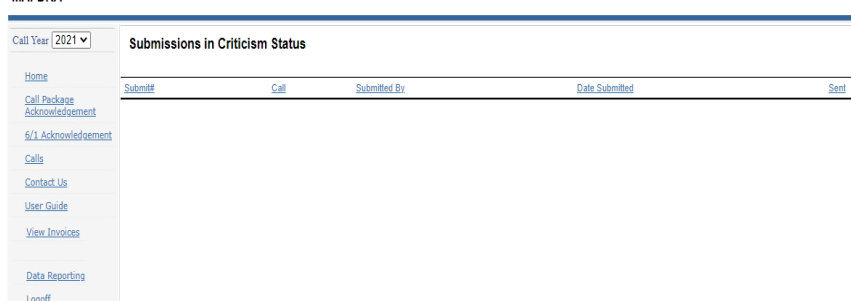 Call Year 2021
Submissions in Criticism Status
Home
Submit# Call Submitted By Date Submitted Sent
Call Package
Acknowledgement
6/1 Acknowledgement
Calls
Contact Us
User Guide
View Invoices
Data Reporting
Logoff